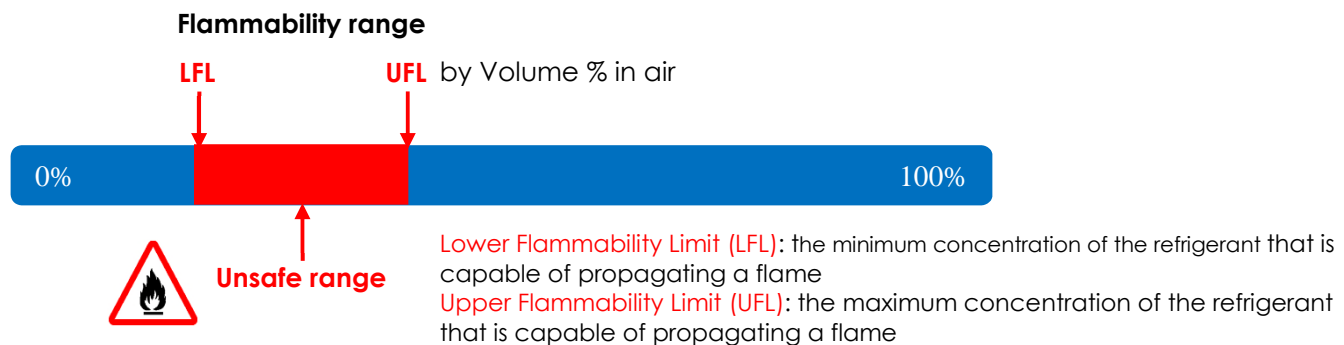 Flammability range
LFL UFL by Volume % in air
0% 100%
Unsafe range
Lower Flammability Limit (LFL): the minimum concentration of the refrigerant that is
capable of propagating a flame
Upper Flammability Limit (UFL): the maximum concentration of the refrigerant
that is capable of propagating a flame